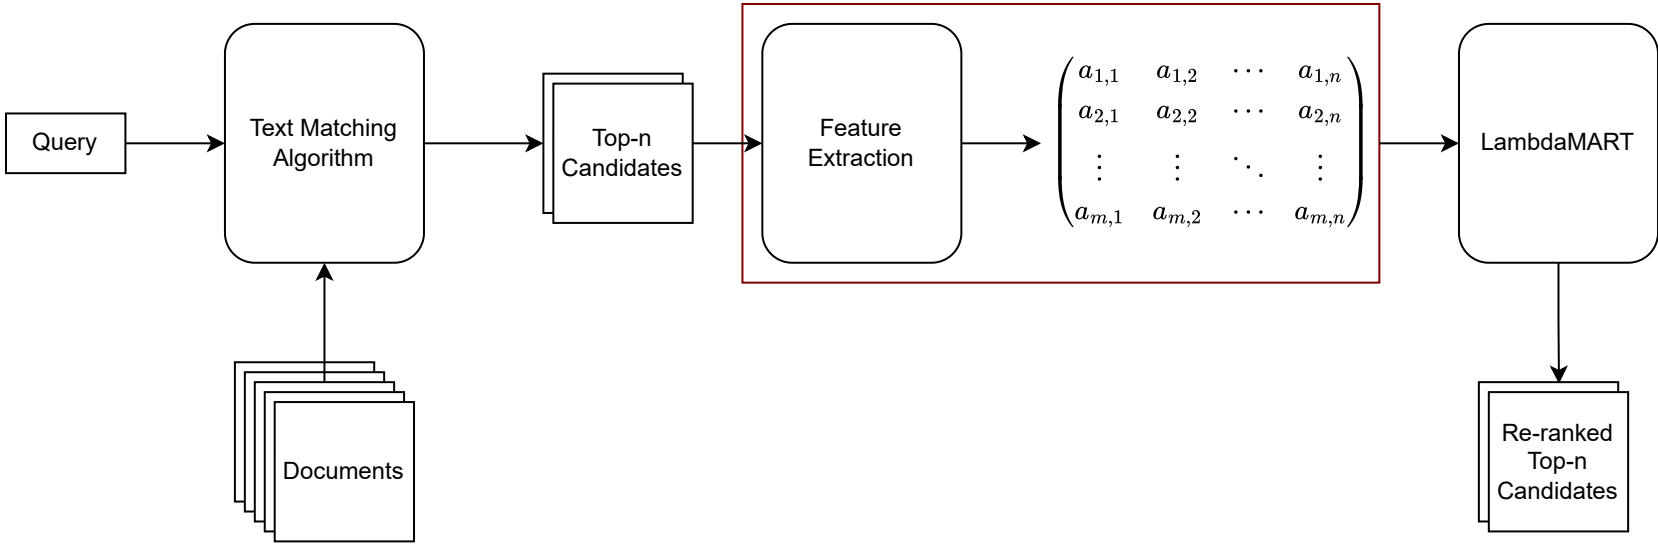 Query
Text Matching
Algorithm
Top-n
Candidates
Feature
Extraction
a1,1 a1,2 ⋯ a1,n
a2,1 a2,2 ⋯ a2,n
⋮ ⋮ ⋱ ⋮
am,1 am,2 ⋯ am,n
LambdaMART
Documents
Re-ranked
Top-n
Candidates